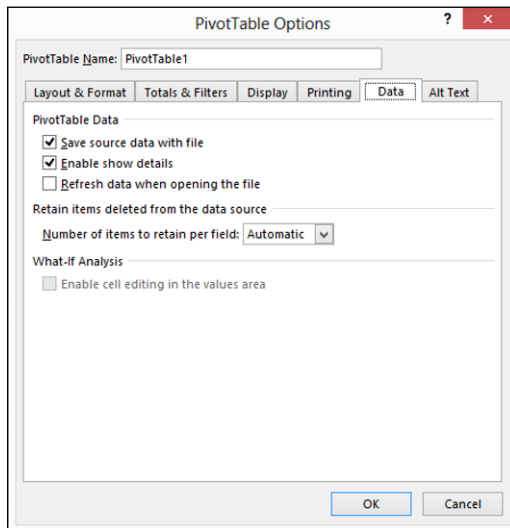 PivotTable Options ? ×
PivotTable Name: PivotTable1
Layout & Format Totals & Filters Display Printing Data Alt Text
PivotTable Data
Save source data with file
Enable show details
Refresh data when opening the file
Retain items deleted from the data source
Number of items to retain per field: Automatic
What-If Analysis
Enable cell editing in the values area
OK Cancel